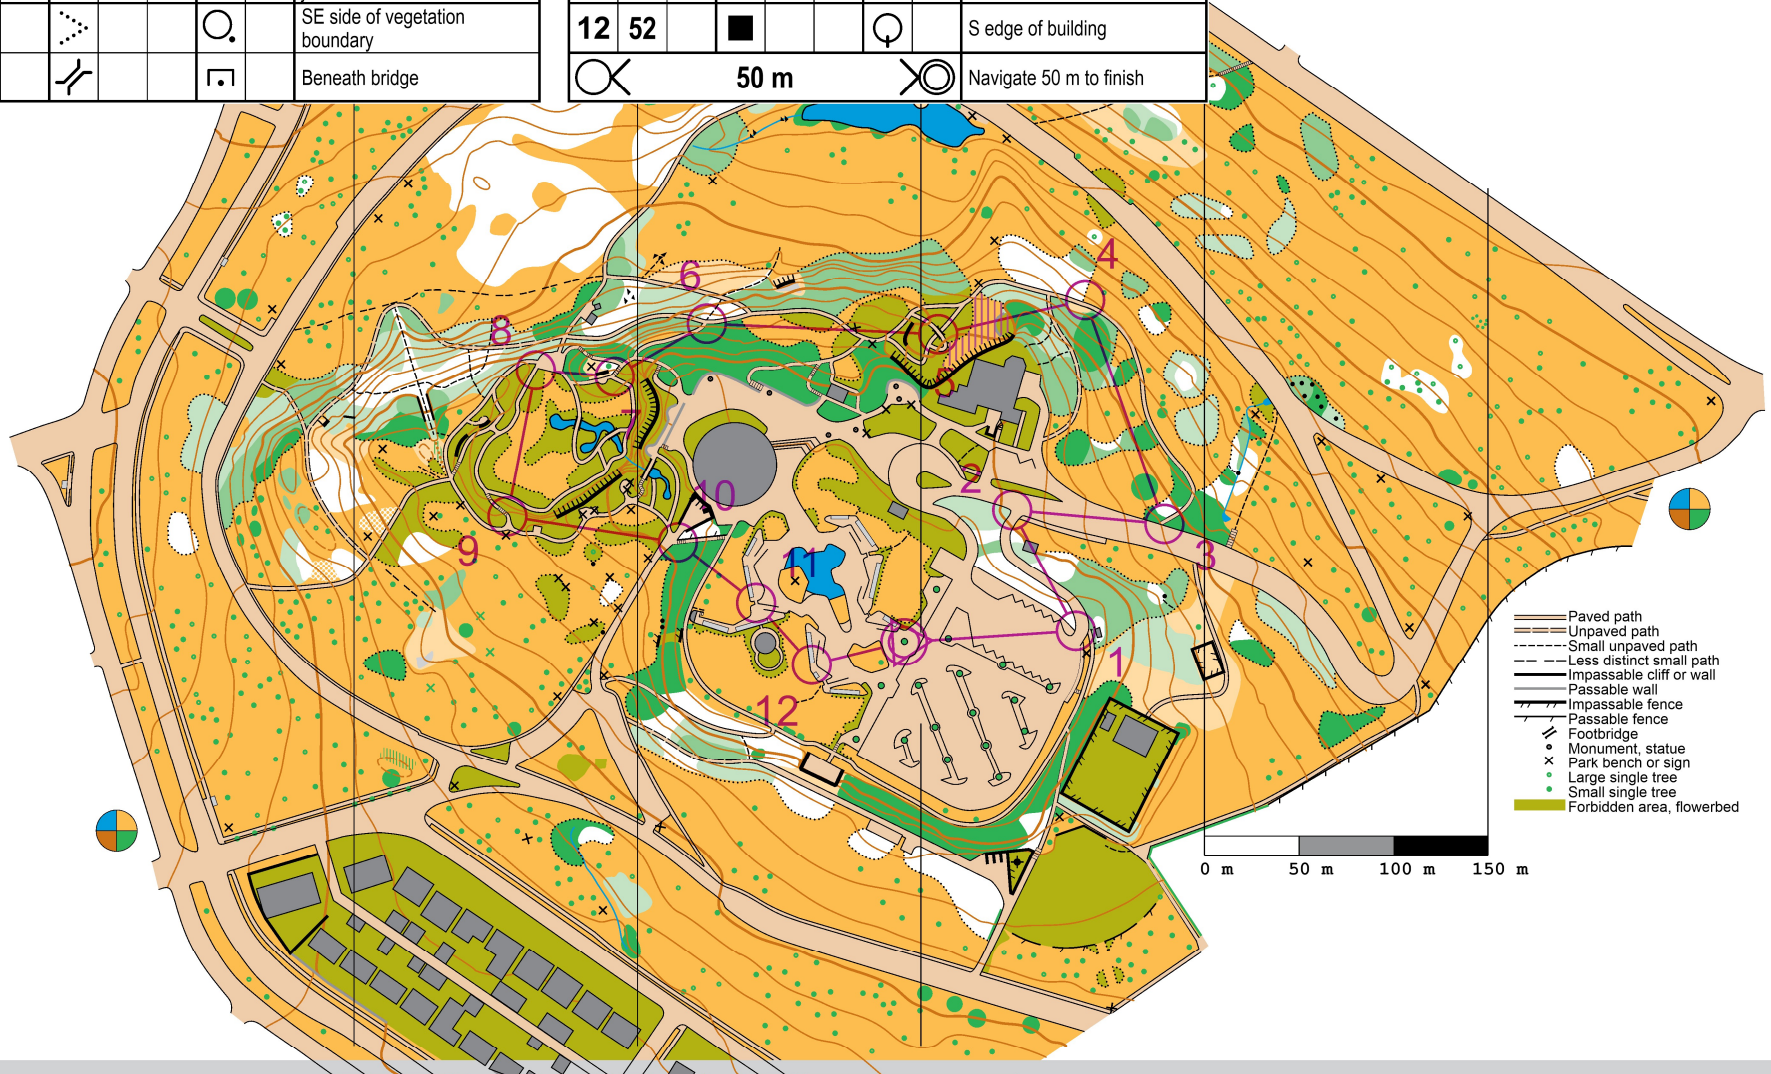 SE side of vegetation
boundary
Beneath bridge
12 52 S edge of building
50 m Navigate 50 m to finish
4
6
8
5
7
2
10
9
3
11
1
12
Paved path
Unpaved path
Small unpaved path
Less distinct small path
Impassable cliff or wall
Passable wall
Impassable fence
Passable fence
Footbridge
Monument, statue
Park bench or sign
Large single tree
Small single tree
Forbidden area, flowerbed
0 m 50 m 100 m 150 m